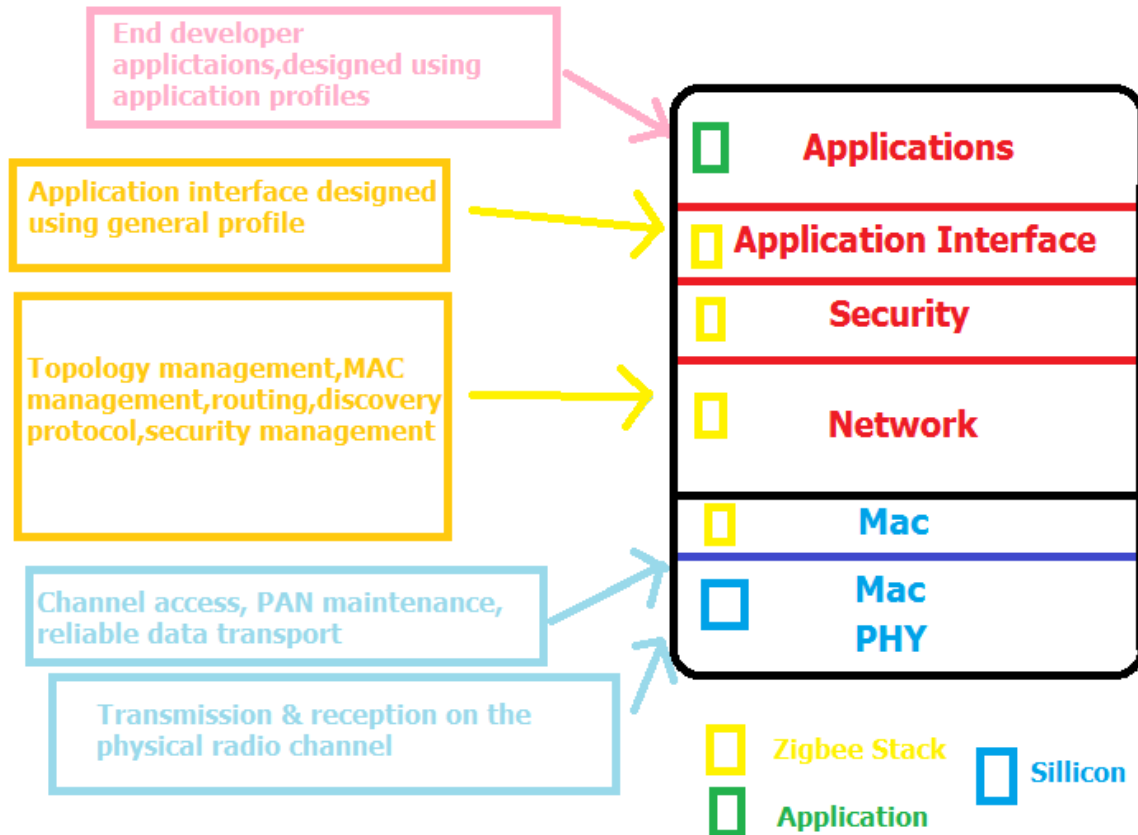 End developer
applictaions,designed using
application profiles
Applications
Application interface designed
using general profile
Application Interface
Security
Topology management,MAC
management,routing,discovery
protocol,security management
Network
Mac
Channel access, PAN maintenance,
reliable data transport
Mac
PHY
Transmission & reception on the
physical radio channel
Zigbee Stack
Sillicon
Application